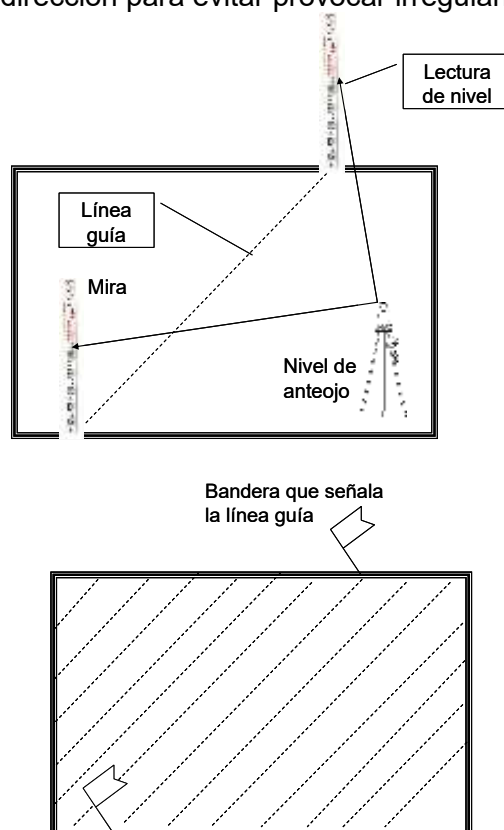 dirección para evitar provocar irregular
Lectura
de nivel
Línea
guía
Mira
Nivel de
anteojo
Bandera que señala
la línea guía